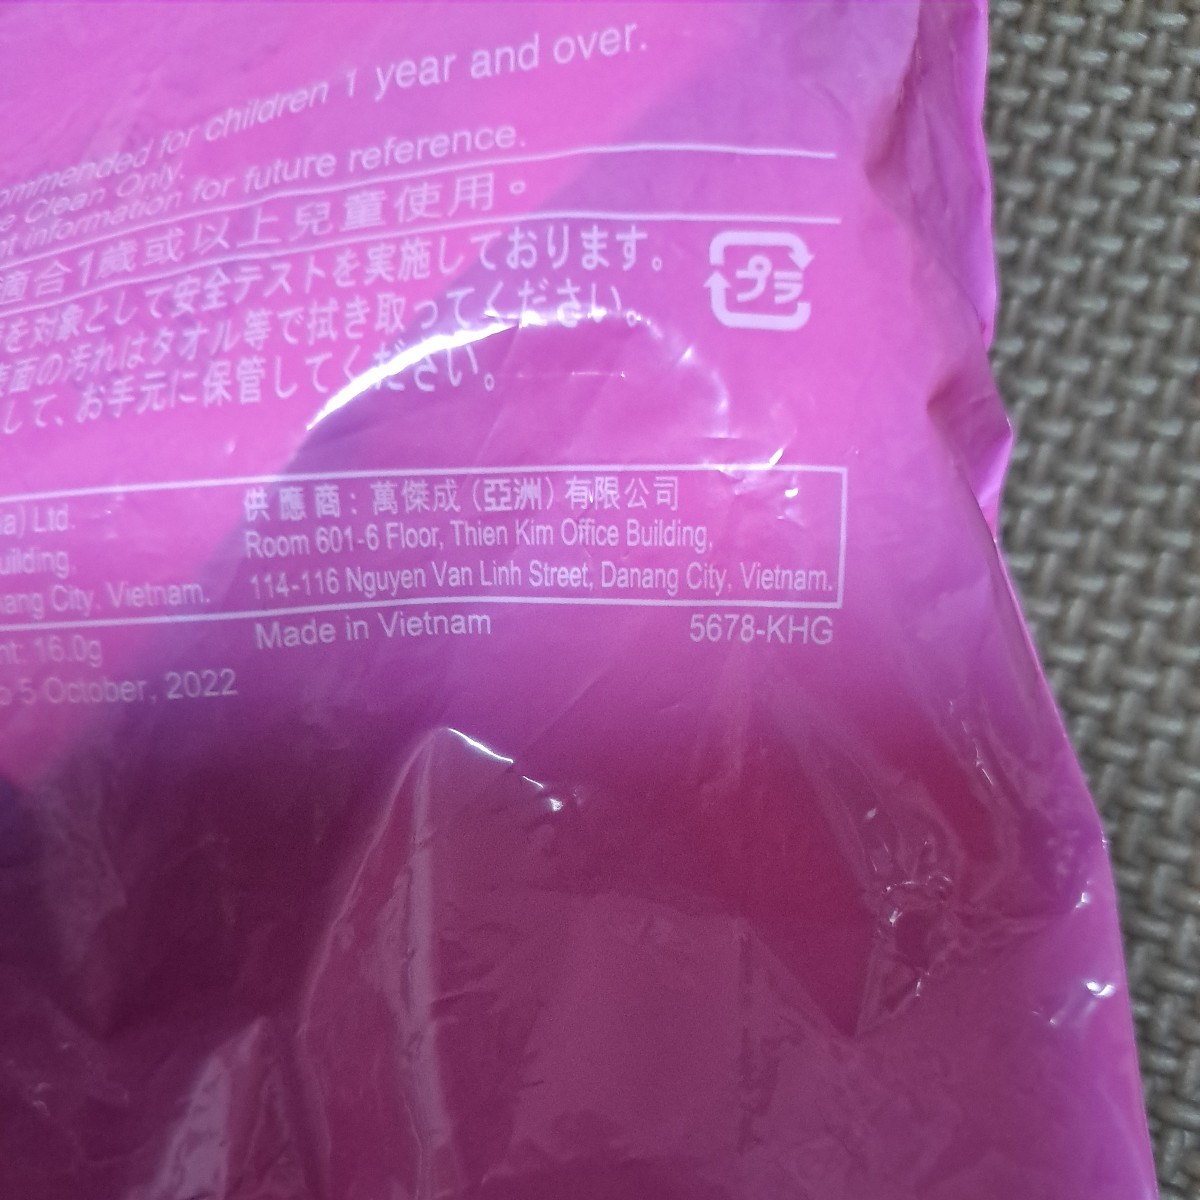 ommended for children 1 year and over.
e Clean Only.
nt information for future reference.
適合1歲或以上兒童使用。
を対象として安全テストを実施しております。
表面の汚れはタオル等で拭き取ってください。
して、お手元に保管してください。
プラ
a) Ltd.
uilding,
nang City, Vietnam.
供應商：萬傑成（亞洲）有限公司
Room 601-6 Floor, Thien Kim Office Building,
114-116 Nguyen Van Linh Street, Danang City, Vietnam.
nt: 16.0g
Made in Vietnam
5678-KHG
o 5 October, 2022